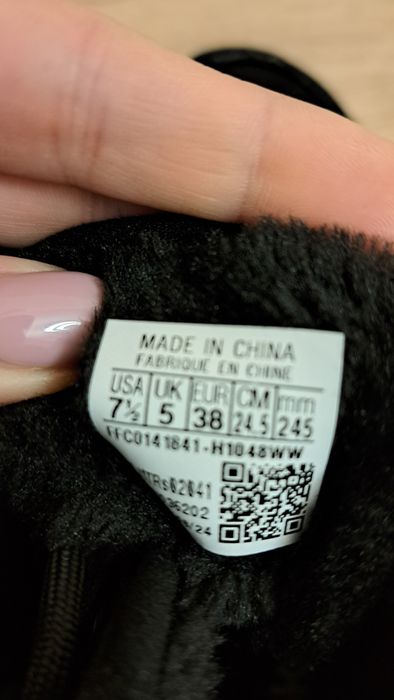 MADE IN CHINA
FABRIQUÉ EN CHINE
USA UK EUR CM mm
7½ 5 38 24.5 245
FFC0141841-H1048WW